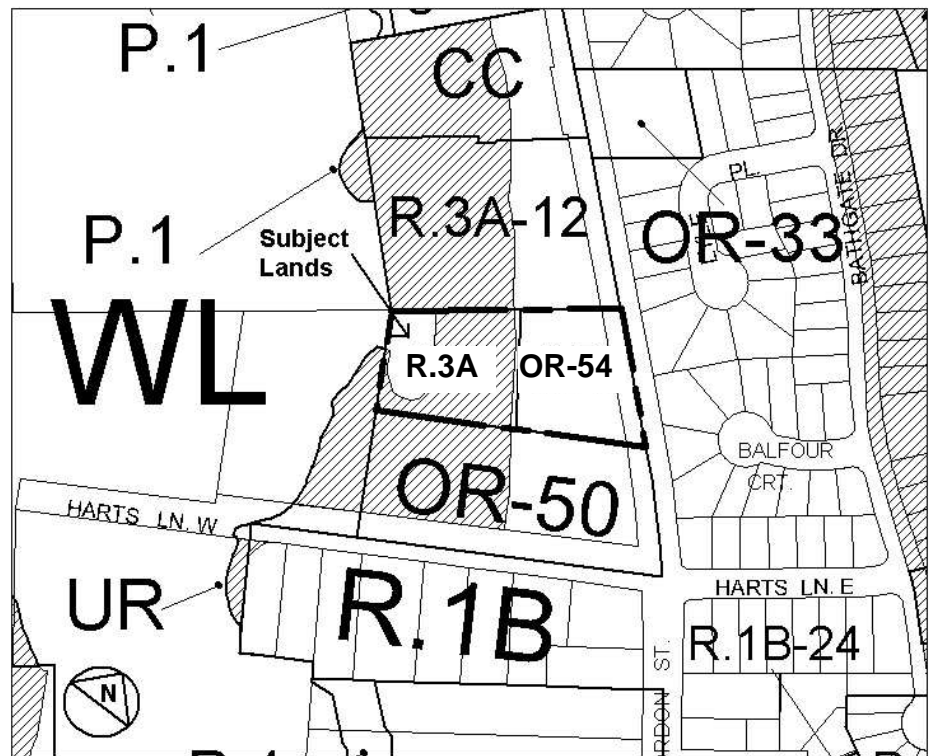 P.1
CC
PL.
BATHGATE DR
R.3A-12
P.1
OR-33
Subject
Lands
WL
R.3A
OR-54
BALFOUR
CRT.
OR-50
HARTS LN. W
HARTS LN. E
UR
R.1B
R.1B-24
N
ST.